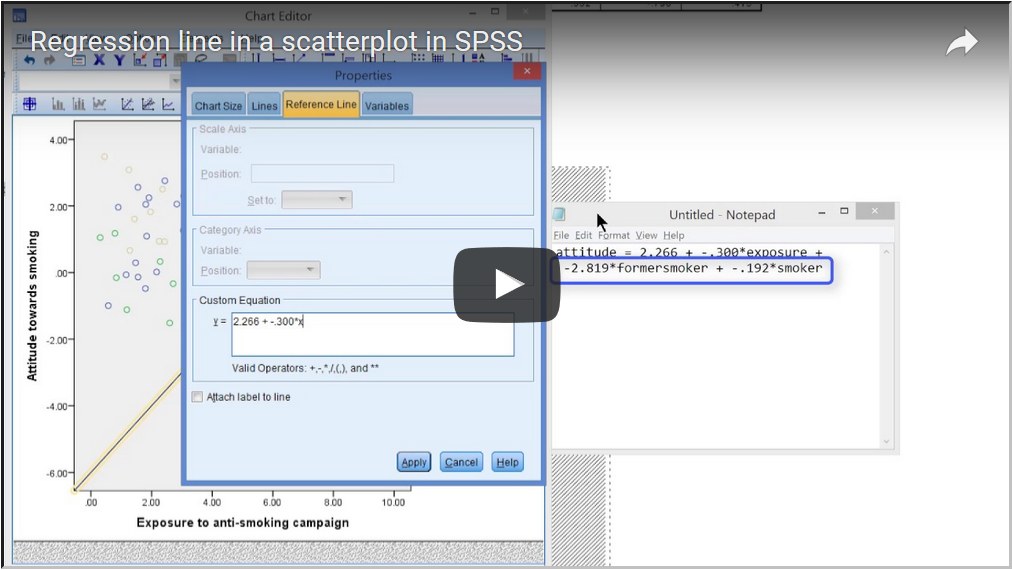 Chart Editor
Regression line in a scatterplot in SPSS
X Y
Properties
Chart Size Lines Reference Line Variables
Scale Axis
Variable:
Position:
Set to:
Category Axis
Variable:
Position:
Custom Equation
y = 2.266 + -.300*x
Valid Operators: +,-,*,/,(,), and **
Attach label to line
Apply Cancel Help
4.00
2.00
.00
-2.00
-4.00
-6.00
Attitude towards smoking
.00 2.00 4.00 6.00 8.00 10.00
Exposure to anti-smoking campaign
Untitled - Notepad
File Edit Format View Help
attitude = 2.266 + -.300*exposure +
-2.819*formersmoker + -.192*smoker